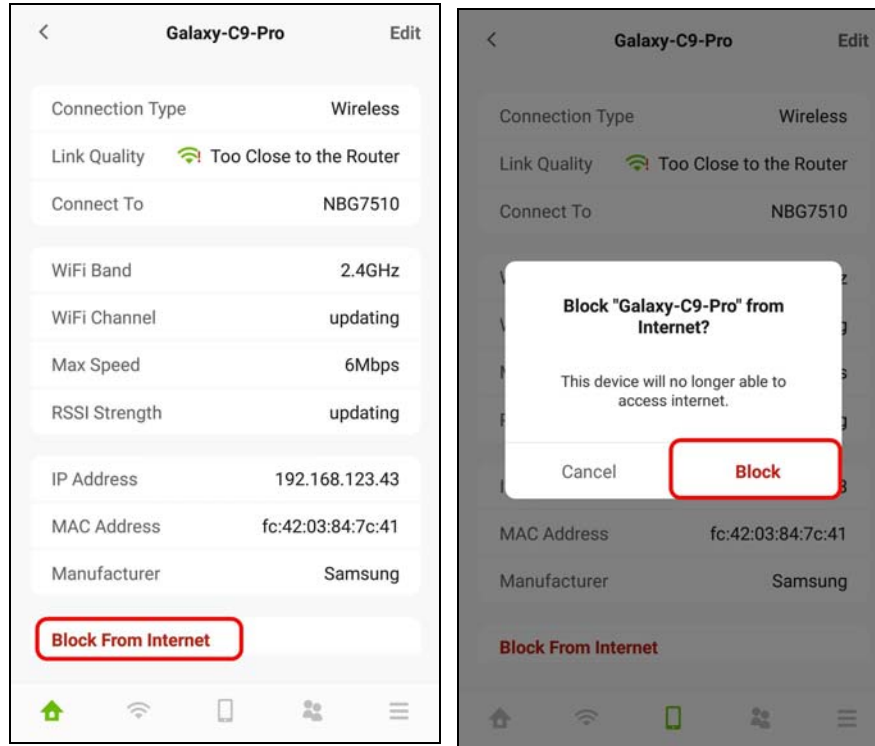 Galaxy-C9-Pro Edit
Connection Type Wireless
Link Quality Too Close to the Router
Connect To NBG7510
WiFi Band 2.4GHz
WiFi Channel updating
Max Speed 6Mbps
RSSI Strength updating
IP Address 192.168.123.43
MAC Address fc:42:03:84:7c:41
Manufacturer Samsung
Block From Internet
Galaxy-C9-Pro Edit
Connection Type Wireless
Link Quality Too Close to the Router
Connect To NBG7510
Block "Galaxy-C9-Pro" from
Internet?
This device will no longer able to
access internet.
Cancel Block
MAC Address fc:42:03:84:7c:41
Manufacturer Samsung
Block From Internet